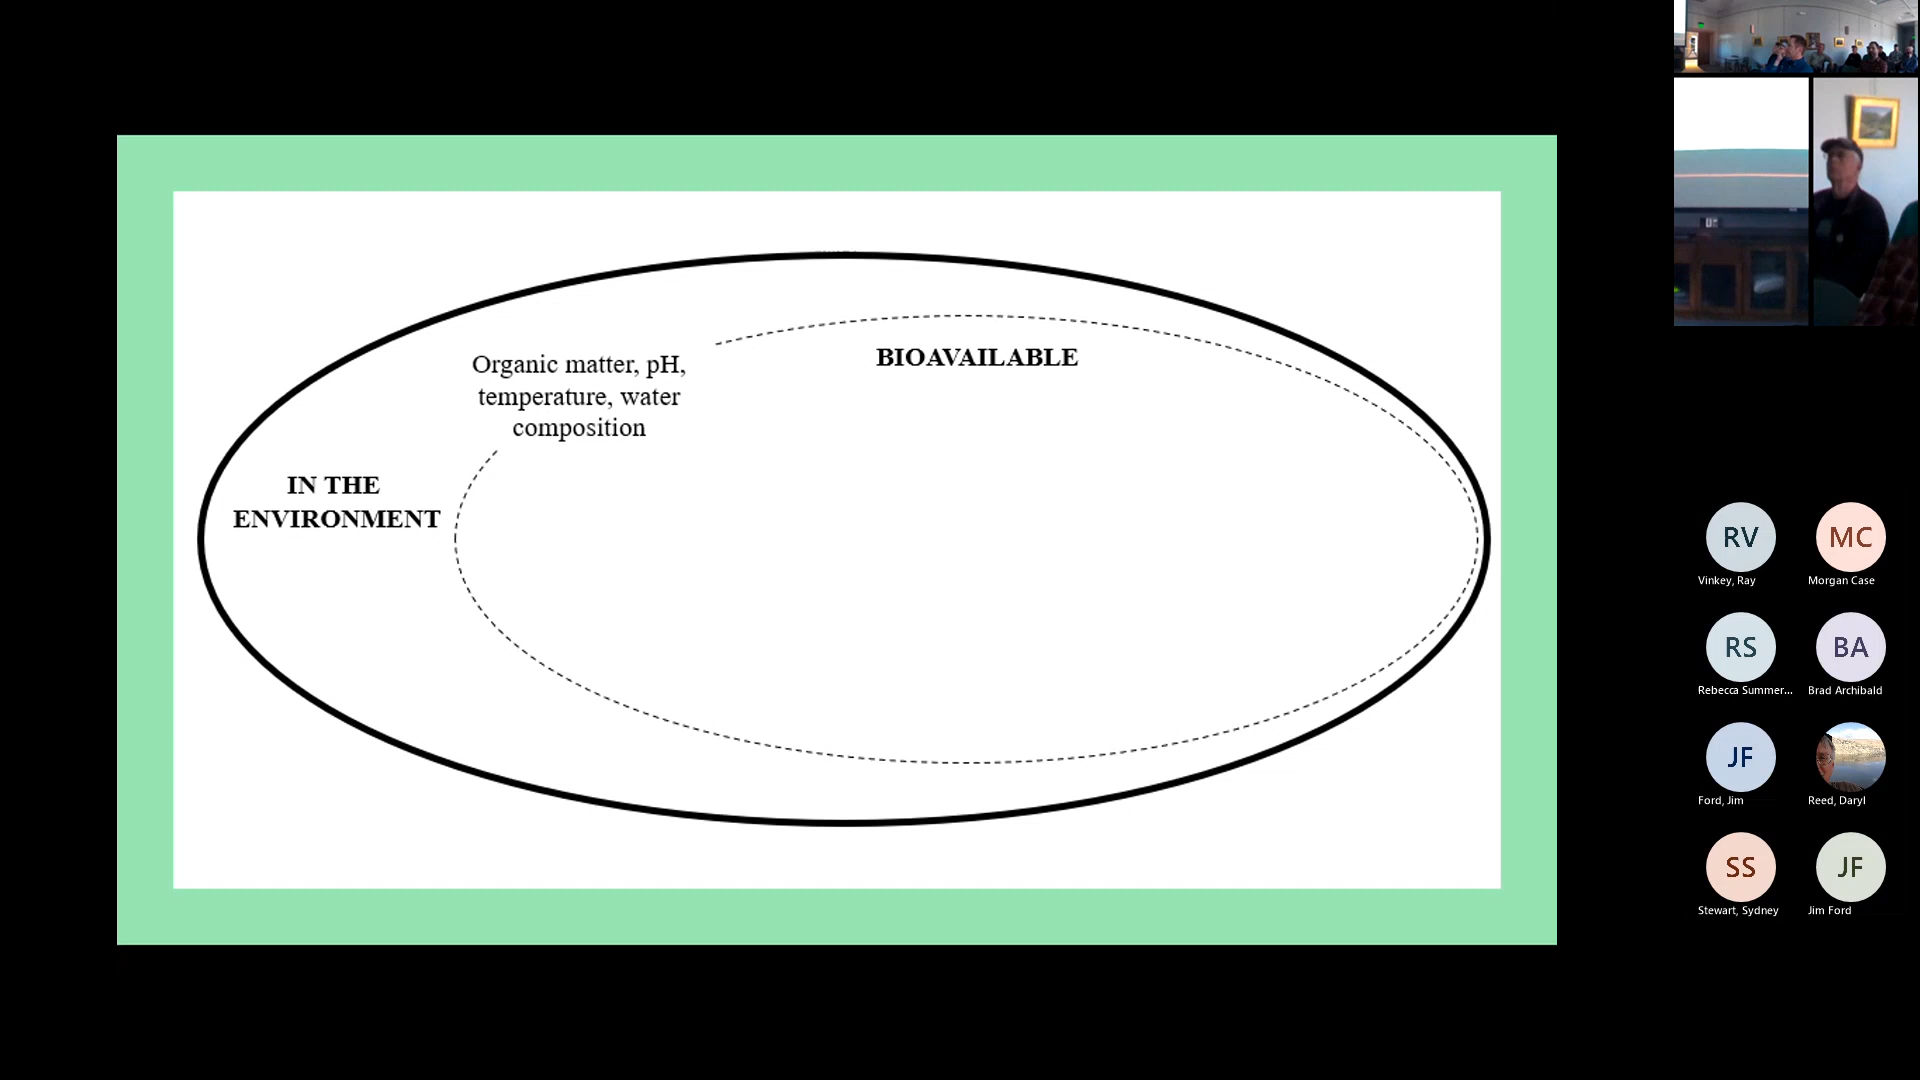 BIOAVAILABLE
Organic matter, pH,
temperature, water
composition
IN THE
ENVIRONMENT
RV
Vinkey, Ray
MC
Morgan Case
RS
Rebecca Summer...
BA
Brad Archibald
JF
Ford, Jim
Reed, Daryl
SS
Stewart, Sydney
JF
Jim Ford